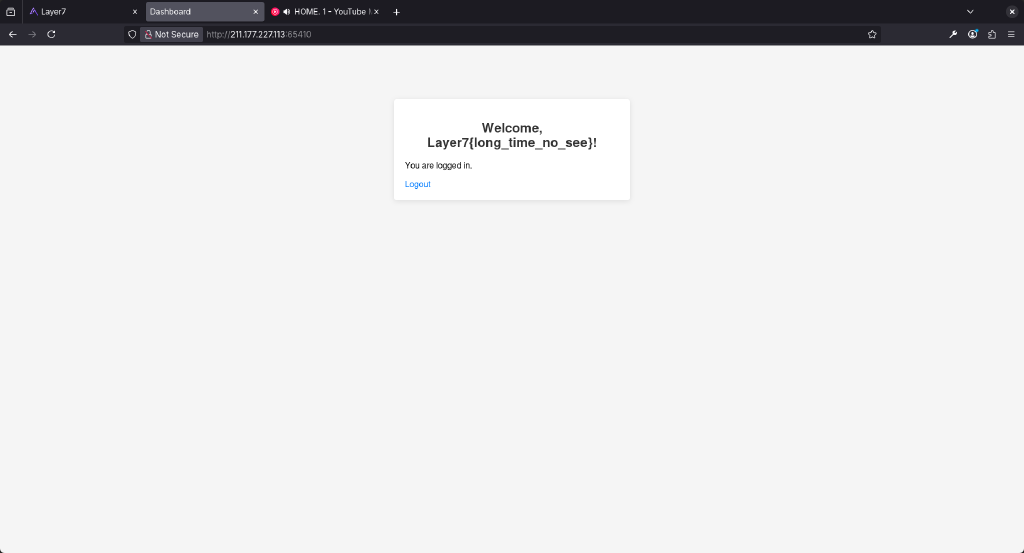 Layer7
Dashboard
HOME. 1 - YouTube
Not Secure
http://211.177.227.113:65410
Welcome,
Layer7{long_time_no_see}!
You are logged in.
Logout